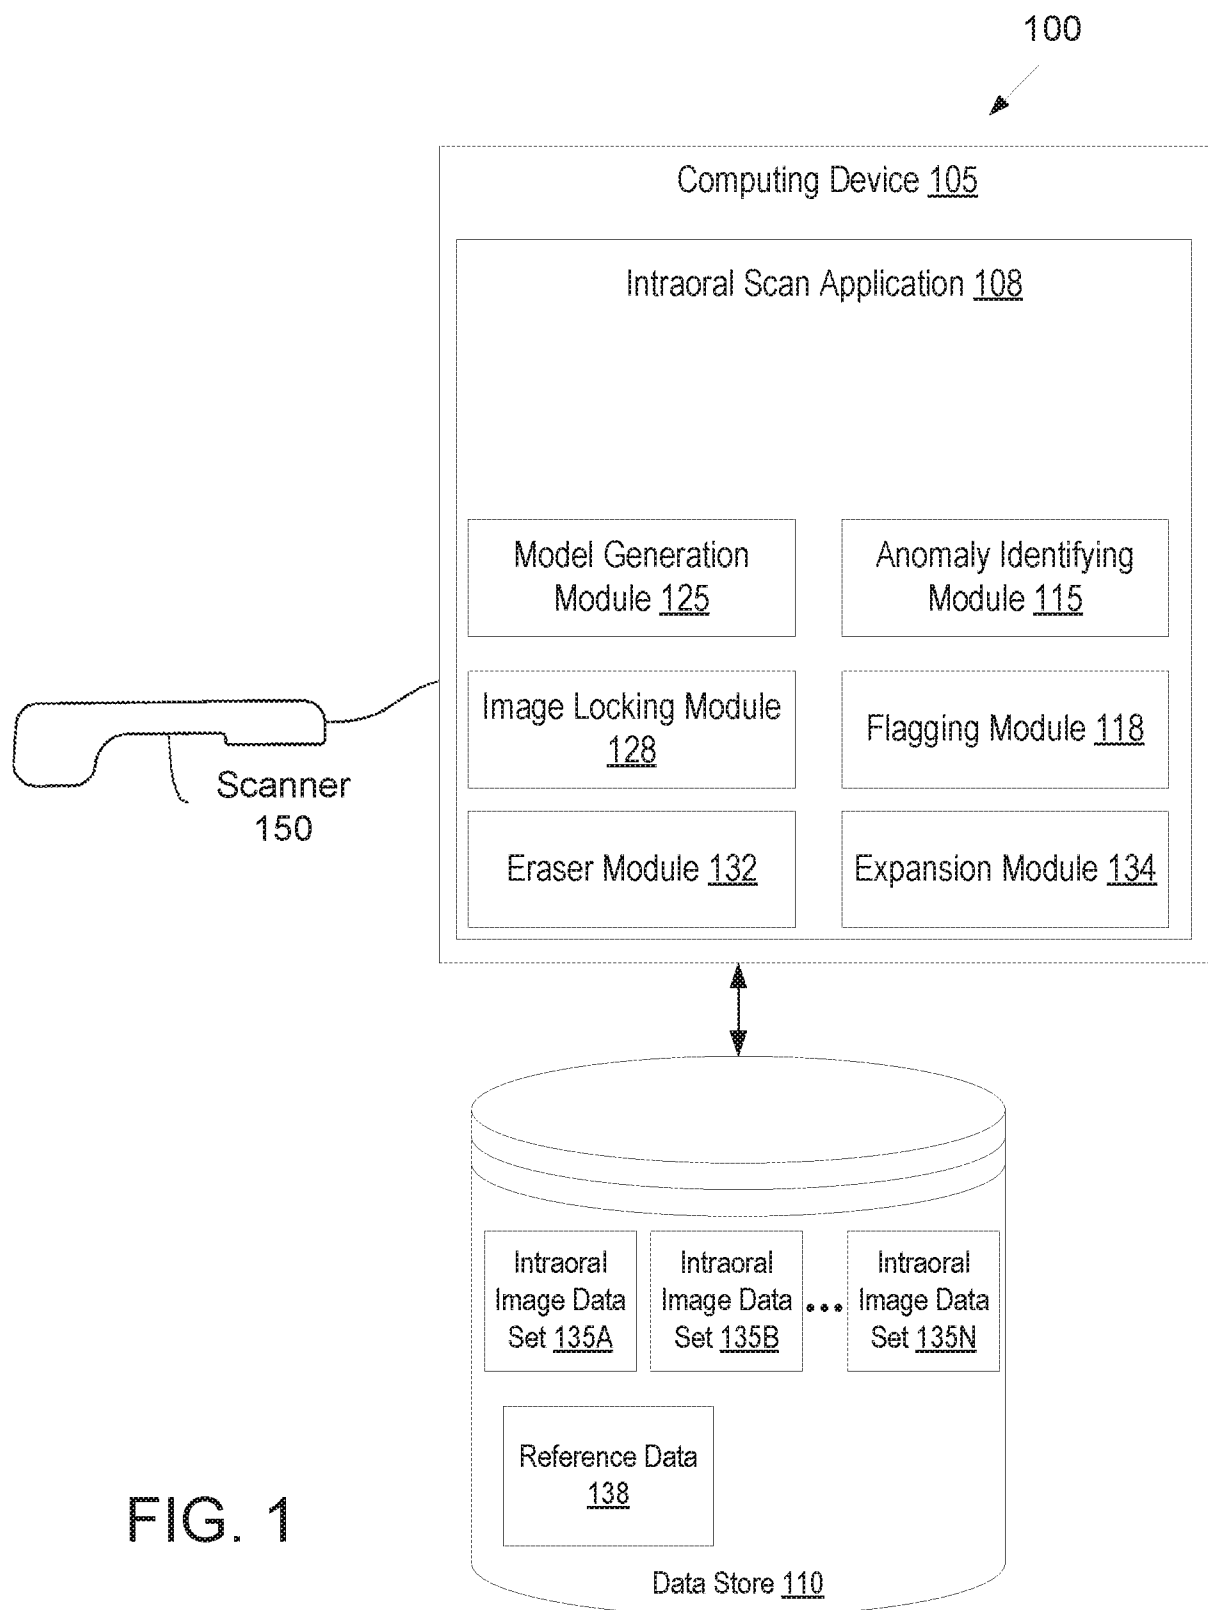 100
Computing Device 105
Intraoral Scan Application 108
Model Generation
Module 125
Anomaly Identifying
Module 115
Image Locking Module
128
Flagging Module 118
Scanner
150
Eraser Module 132
Expansion Module 134
Intraoral
Image Data
Set 135A
Intraoral
Image Data
Set 135B
•••
Intraoral
Image Data
Set 135N
Reference Data
138
Data Store 110
FIG. 1